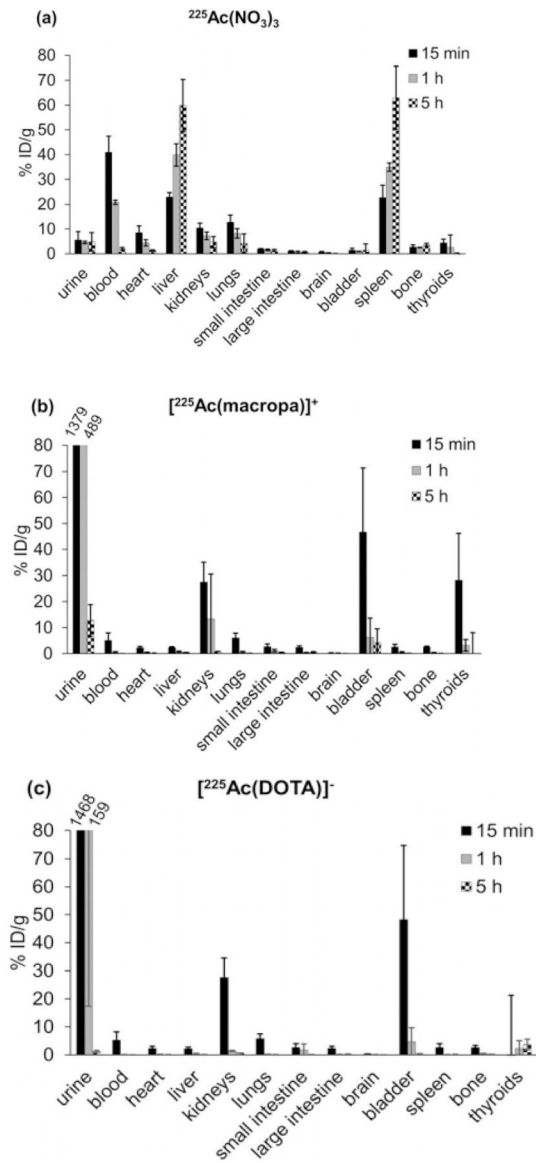 (a)
²²⁵Ac(NO₃)₃
% ID/g
80
70
60
50
40
30
20
10
0
15 min
1 h
5 h
urine
blood
heart
liver
kidneys
lungs
small intestine
large intestine
brain
bladder
spleen
bone
thyroids
(b)
[²²⁵Ac(macropa)]⁺
1379
489
% ID/g
80
70
60
50
40
30
20
10
0
15 min
1 h
5 h
urine
blood
heart
liver
kidneys
lungs
small intestine
large intestine
brain
bladder
spleen
bone
thyroids
(c)
[²²⁵Ac(DOTA)]⁻
1468
159
% ID/g
80
70
60
50
40
30
20
10
0
15 min
1 h
5 h
urine
blood
heart
liver
kidneys
lungs
small intestine
large intestine
brain
bladder
spleen
bone
thyroids